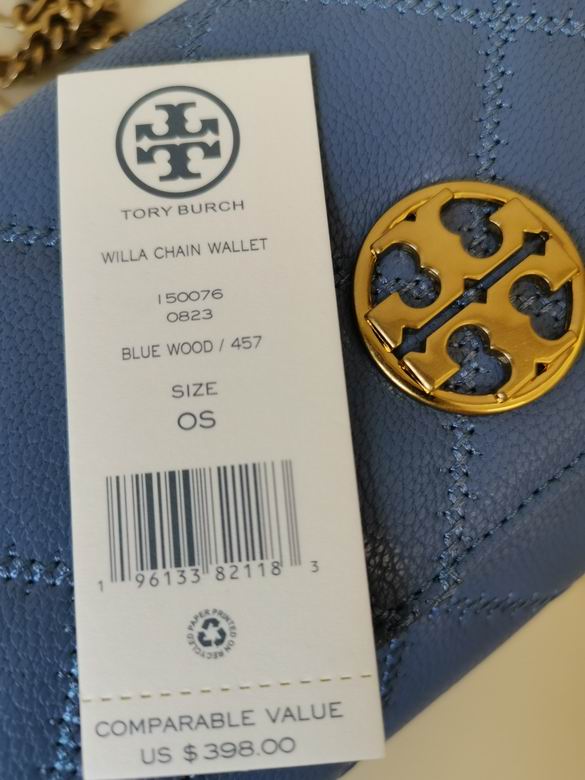 TORY BURCH
WILLA CHAIN WALLET
150076
0823
BLUE WOOD / 457
SIZE
OS
1 96133 82118 3
PRINTED ON RECYCLED PAPER
COMPARABLE VALUE
US $398.00